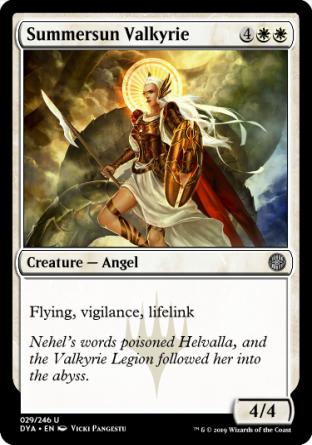 Summersun Valkyrie 4
Creature — Angel
Flying, vigilance, lifelink
Nehel's words poisoned Helvalla, and
the Valkyrie Legion followed her into
the abyss.
4/4
029/246 U
DYA • EN Vicki Pangestu
™ & © 2019 Wizards of the Coast